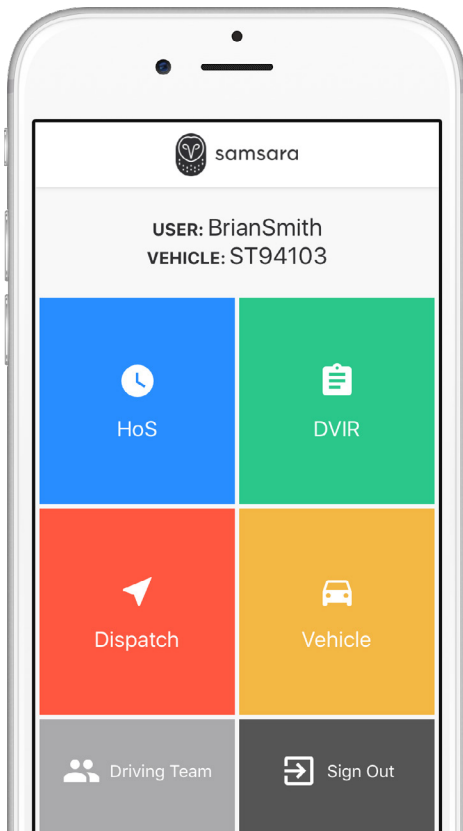 samsara
USER: BrianSmith
VEHICLE: ST94103
HoS
DVIR
Dispatch
Vehicle
Driving Team
Sign Out